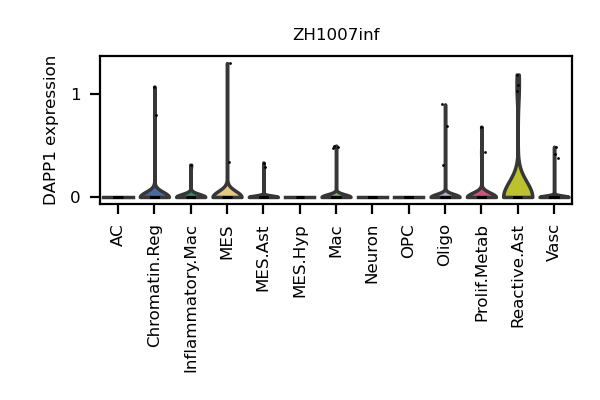 ZH1007inf
DAPP1 expression
1
0
AC
Chromatin.Reg
Inflammatory.Mac
MES
MES.Ast
MES.Hyp
Mac
Neuron
OPC
Oligo
Prolif.Metab
Reactive.Ast
Vasc